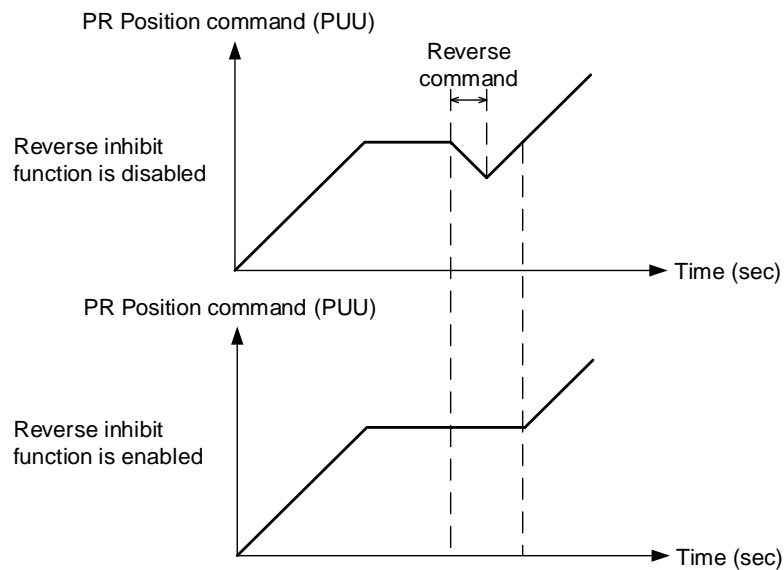 PR Position command (PUU)
Reverse
command
Reverse inhibit
function is disabled
Time (sec)
PR Position command (PUU)
Reverse inhibit
function is enabled
Time (sec)